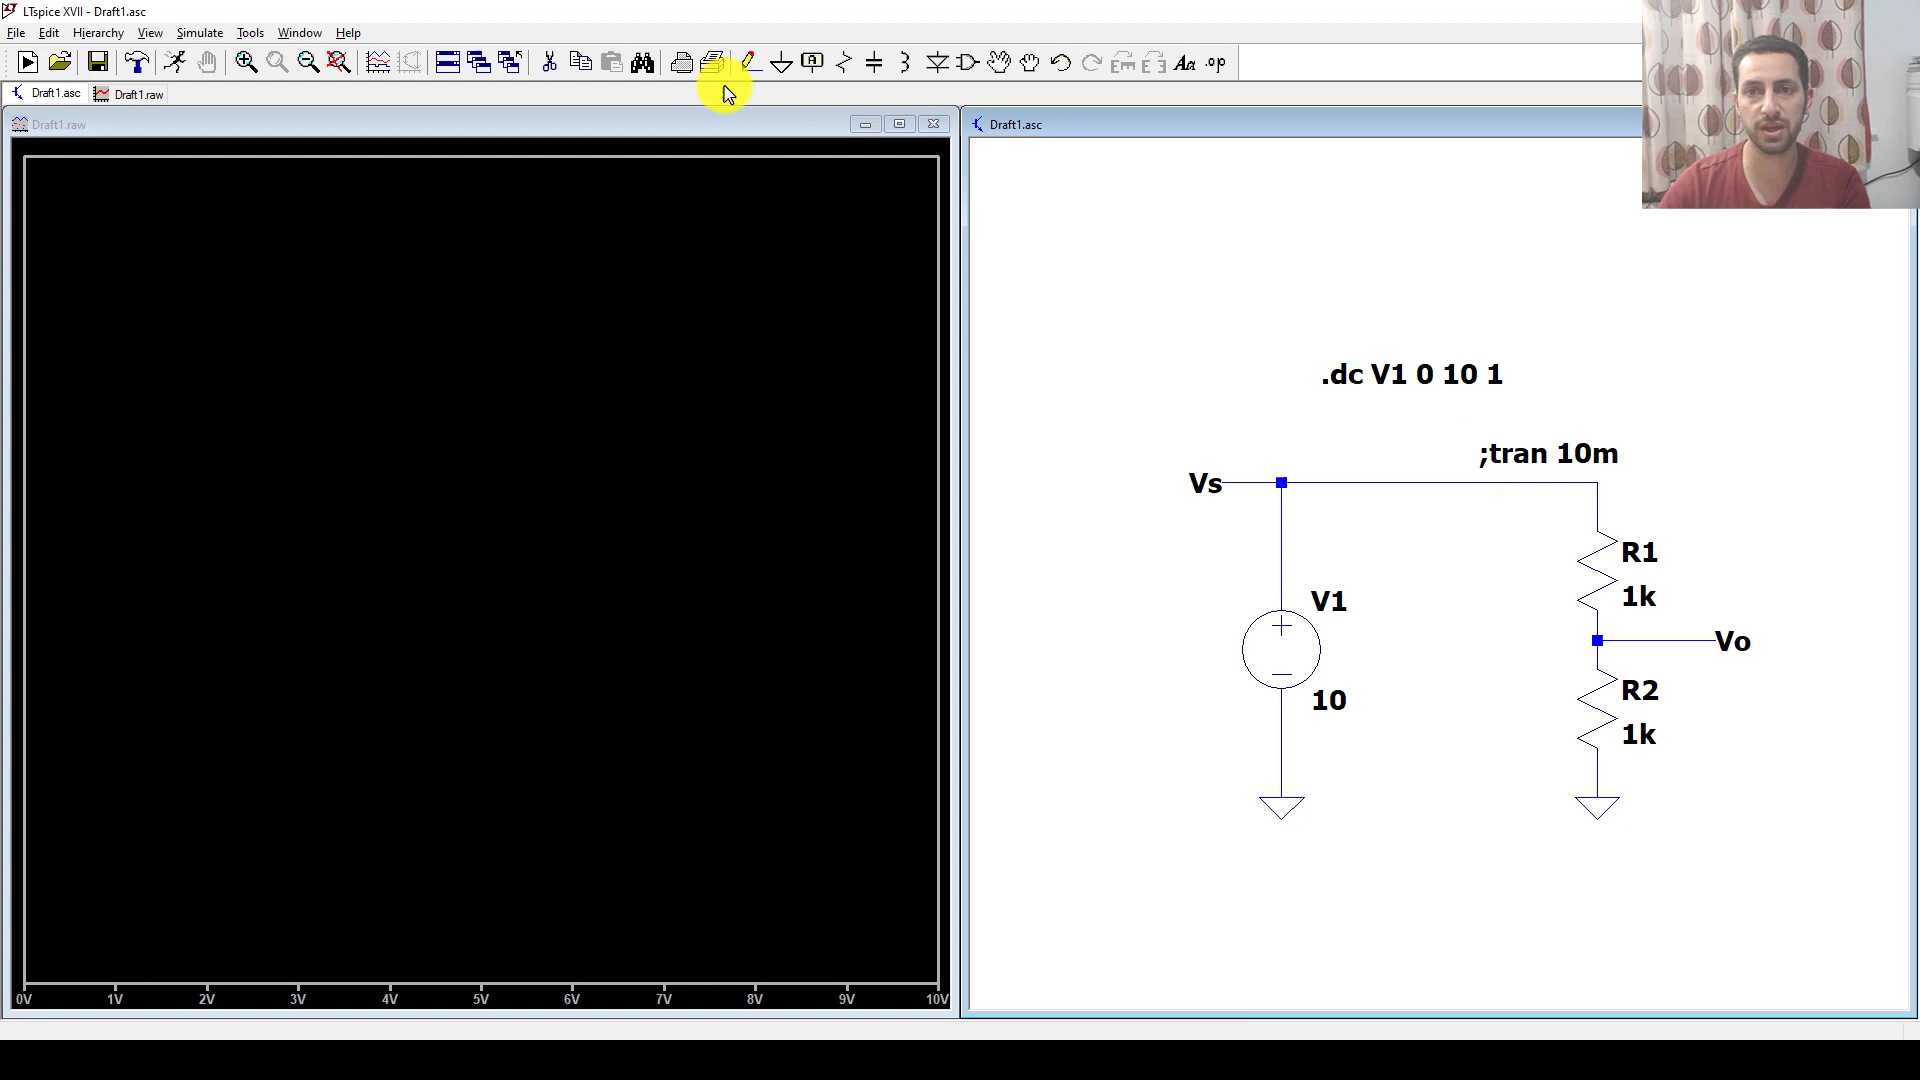 LTspice XVII - Draft1.asc
File Edit Hierarchy View Simulate Tools Window Help
A Aa .op
Draft1.asc Draft1.raw
Draft1.raw
Draft1.asc
.dc V1 0 10 1
;tran 10m
Vs
R1
1k
V1
Vo
R2
10
1k
0V 1V 2V 3V 4V 5V 6V 7V 8V 9V 10V